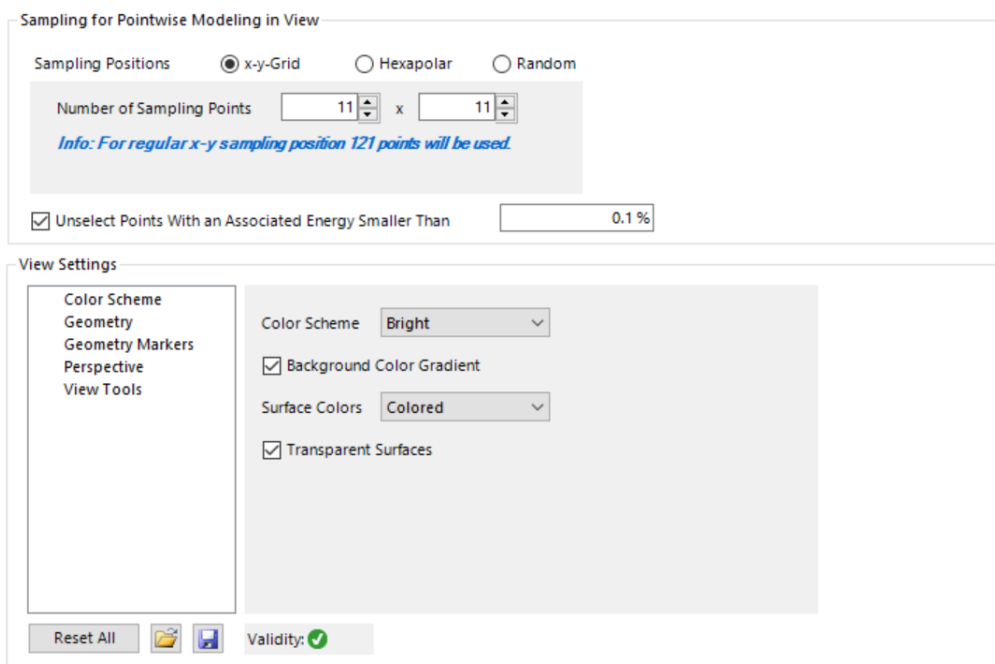 Sampling for Pointwise Modeling in View
Sampling Positions x-y-Grid Hexapolar Random
Number of Sampling Points 11 x 11
Info: For regular x-y sampling position 121 points will be used.
Unselect Points With an Associated Energy Smaller Than 0.1 %
View Settings
Color Scheme
Geometry
Geometry Markers
Perspective
View Tools
Color Scheme Bright
Background Color Gradient
Surface Colors Colored
Transparent Surfaces
Reset All Validity: